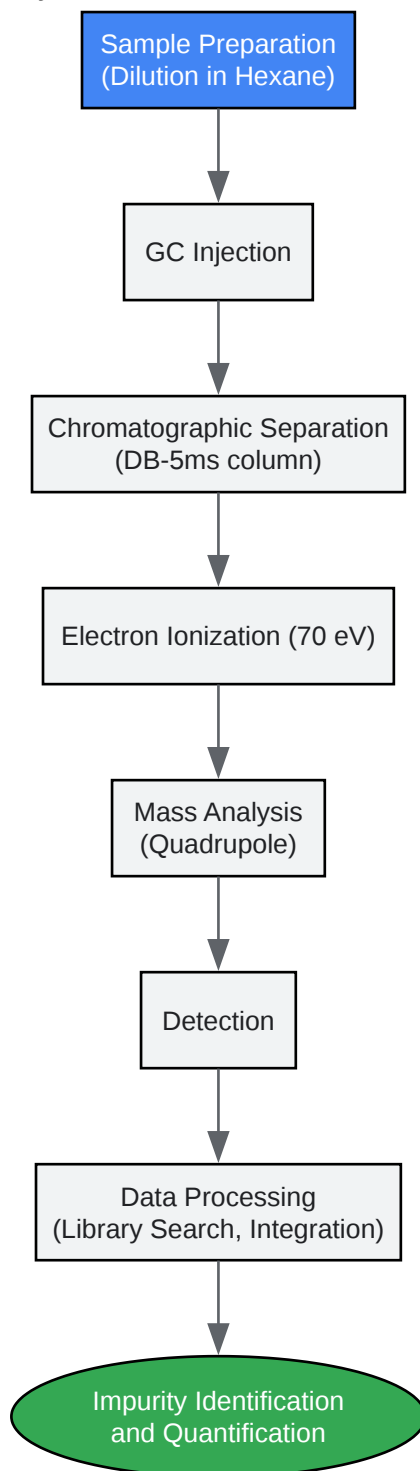 Sample Preparation
(Dilution in Hexane)
GC Injection
Chromatographic Separation
(DB-5ms column)
Electron Ionization (70 eV)
Mass Analysis
(Quadrupole)
Detection
Data Processing
(Library Search, Integration)
Impurity Identification
and Quantification